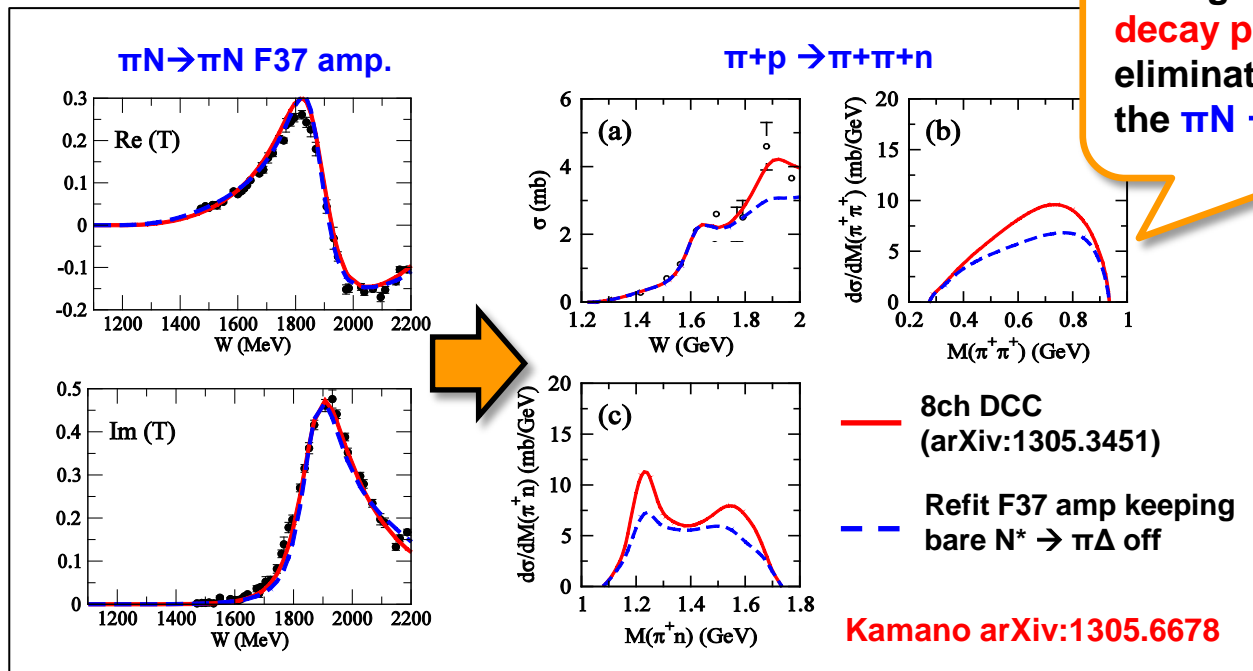 decay p
eliminat
the πN
πN→πN F37 amp.
π+p →π+π+n
0.3
0.2
0.1
0
-0.1
-0.2
Re (T)
1200 1400 1600 1800 2000 2200
W (MeV)
0.5
0.4
0.3
0.2
0.1
0
Im (T)
1200 1400 1600 1800 2000 2200
W (MeV)
6
4
2
0
σ (mb)
(a)
1.2 1.4 1.6 1.8 2
W (GeV)
20
15
10
5
0
dσ/dM(π⁺π⁺) (mb/GeV)
(b)
0.2 0.4 0.6 0.8 1
M(π⁺π⁺) (GeV)
20
15
10
5
0
dσ/dM(π⁺n) (mb/GeV)
(c)
1 1.2 1.4 1.6 1.8
M(π⁺n) (GeV)
8ch DCC
(arXiv:1305.3451)
Refit F37 amp keeping
bare N* → πΔ off
Kamano arXiv:1305.6678